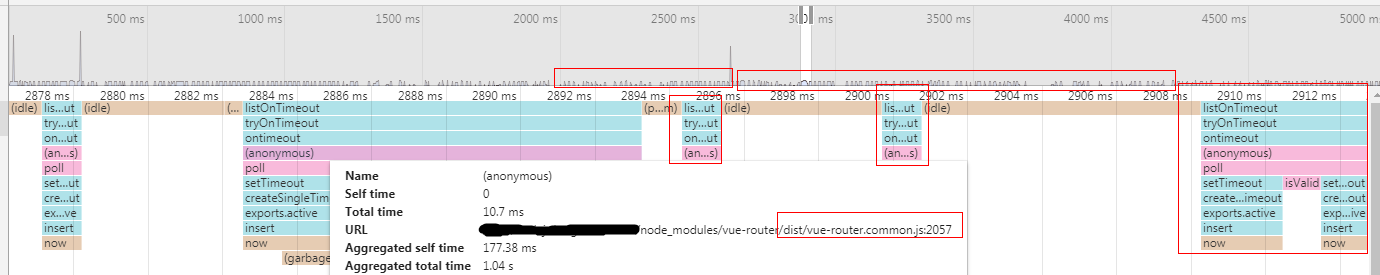 500 ms 1000 ms 1500 ms 2000 ms 2500 ms 3000 ms 3500 ms 4000 ms 4500 ms 5000 ms
2878 ms 2880 ms 2882 ms 2884 ms 2886 ms 2888 ms 2890 ms 2892 ms 2894 ms 2896 ms 2898 ms 2900 ms 2902 ms 2904 ms 2906 ms 2908 ms 2910 ms 2912 ms
(idle) lis...ut (idle) (... listOnTimeout (p...m) lis...ut (idle) lis...ut (idle) listOnTimeout
try...ut tryOnTimeout try...ut try...ut tryOnTimeout
on...ut ontimeout on...ut on...ut ontimeout
(an...s) (anonymous) (an...s) (an...s) (anonymous)
poll poll poll
set...ut setTimeout setTimeout isValid set...out
cre...ut createSingleTim create...imeout cre...out
ex...ve exports.active exports.active exp...ive
insert insert insert insert
now now now now
(garbage
Name (anonymous)
Self time 0
Total time 10.7 ms
URL /node_modules/vue-router/dist/vue-router.common.js:2057
Aggregated self time 177.38 ms
Aggregated total time 1.04 s